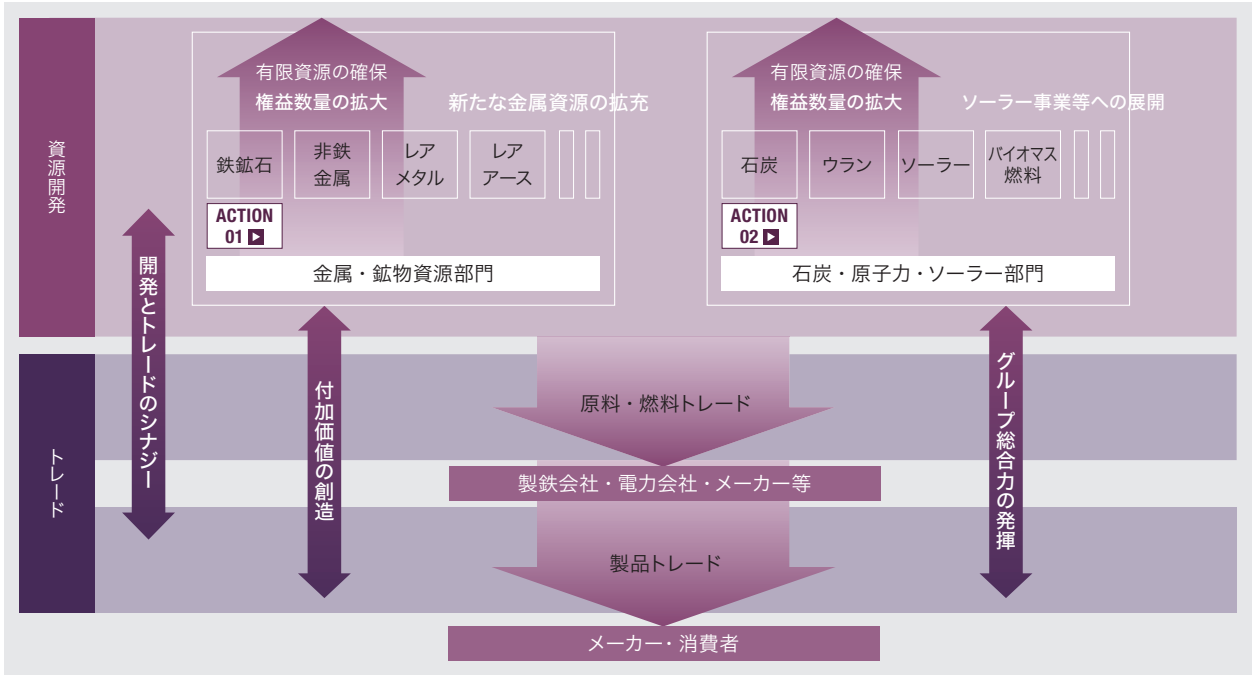 資源開発
有限資源の確保
権益数量の拡大
新たな金属資源の拡充
鉄鉱石
非鉄
金属
レア
メタル
レア
アース
ACTION
01
金属・鉱物資源部門
有限資源の確保
権益数量の拡大
ソーラー事業等への展開
石炭
ウラン
ソーラー
バイオマス
燃料
ACTION
02
石炭・原子力・ソーラー部門
開発とトレードのシナジー
付加価値の創造
グループ総合力の発揮
トレード
原料・燃料トレード
製鉄会社・電力会社・メーカー等
製品トレード
メーカー・消費者